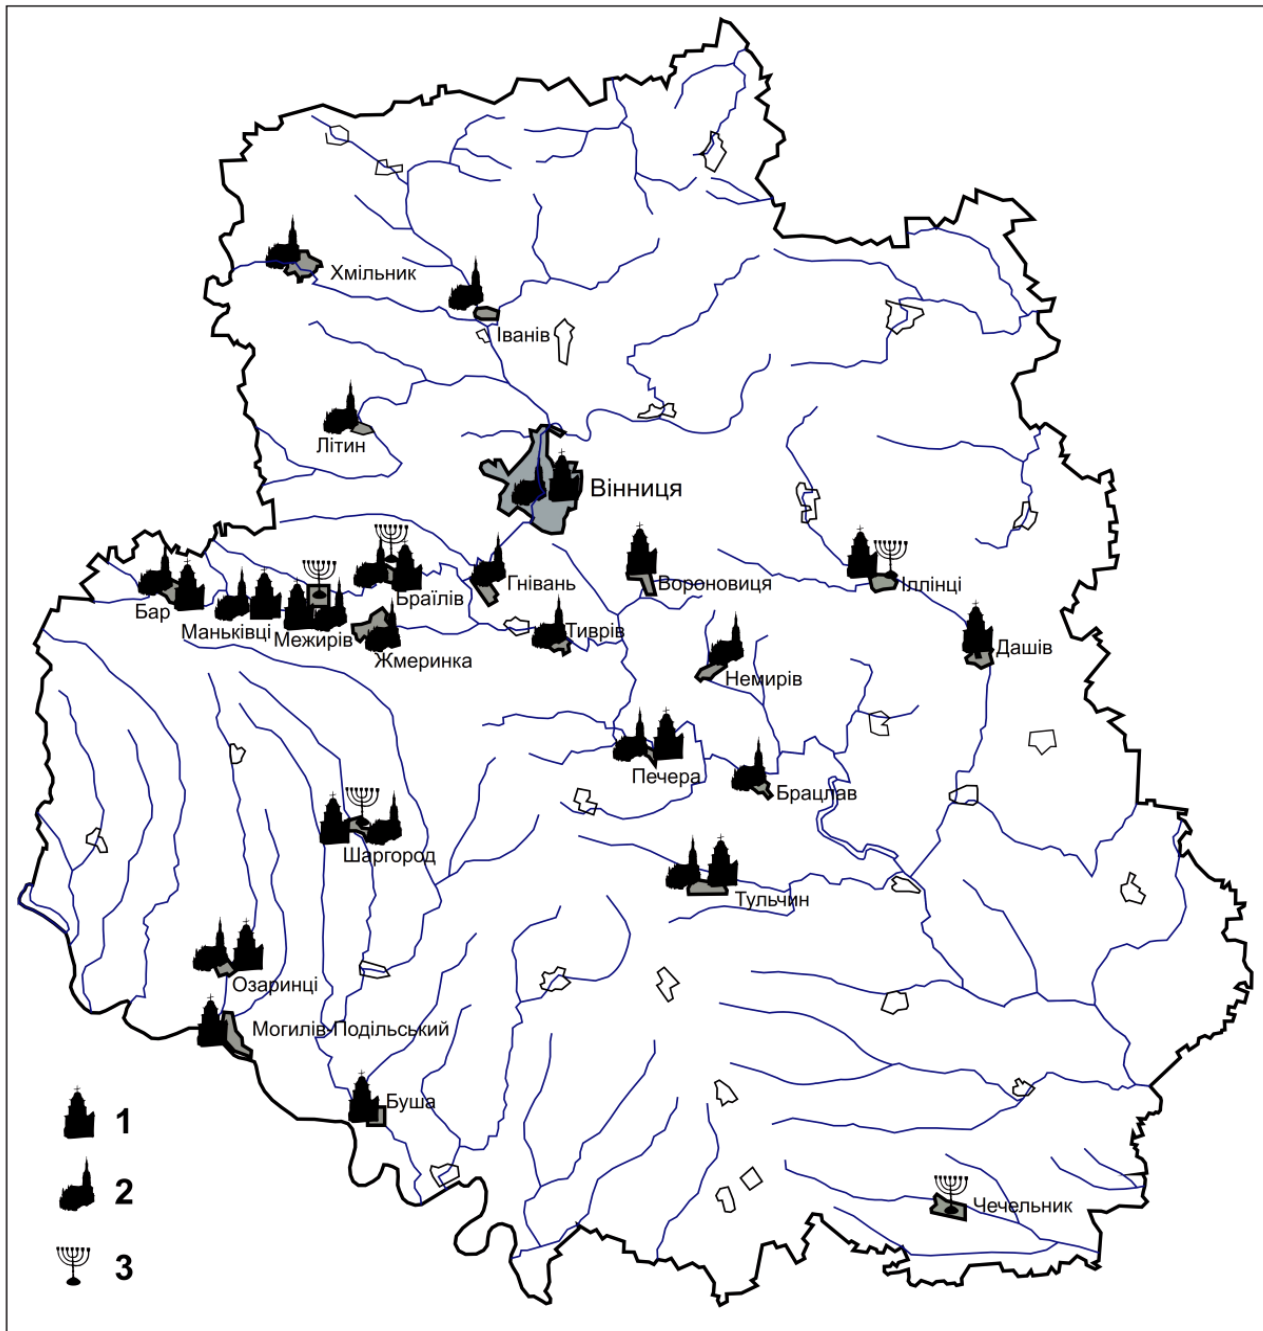 Хмільник
Іванів
Літин
Вінниця
Бар
Маньківці
Межирів
Браїлів
Жмеринка
Гнівань
Тиврів
Вороновиця
Іллінці
Дашів
Немирів
Печера
Брацлав
Шаргород
Тульчин
Озаринці
Могилів-Подільський
Буша
Чечельник
1
2
3